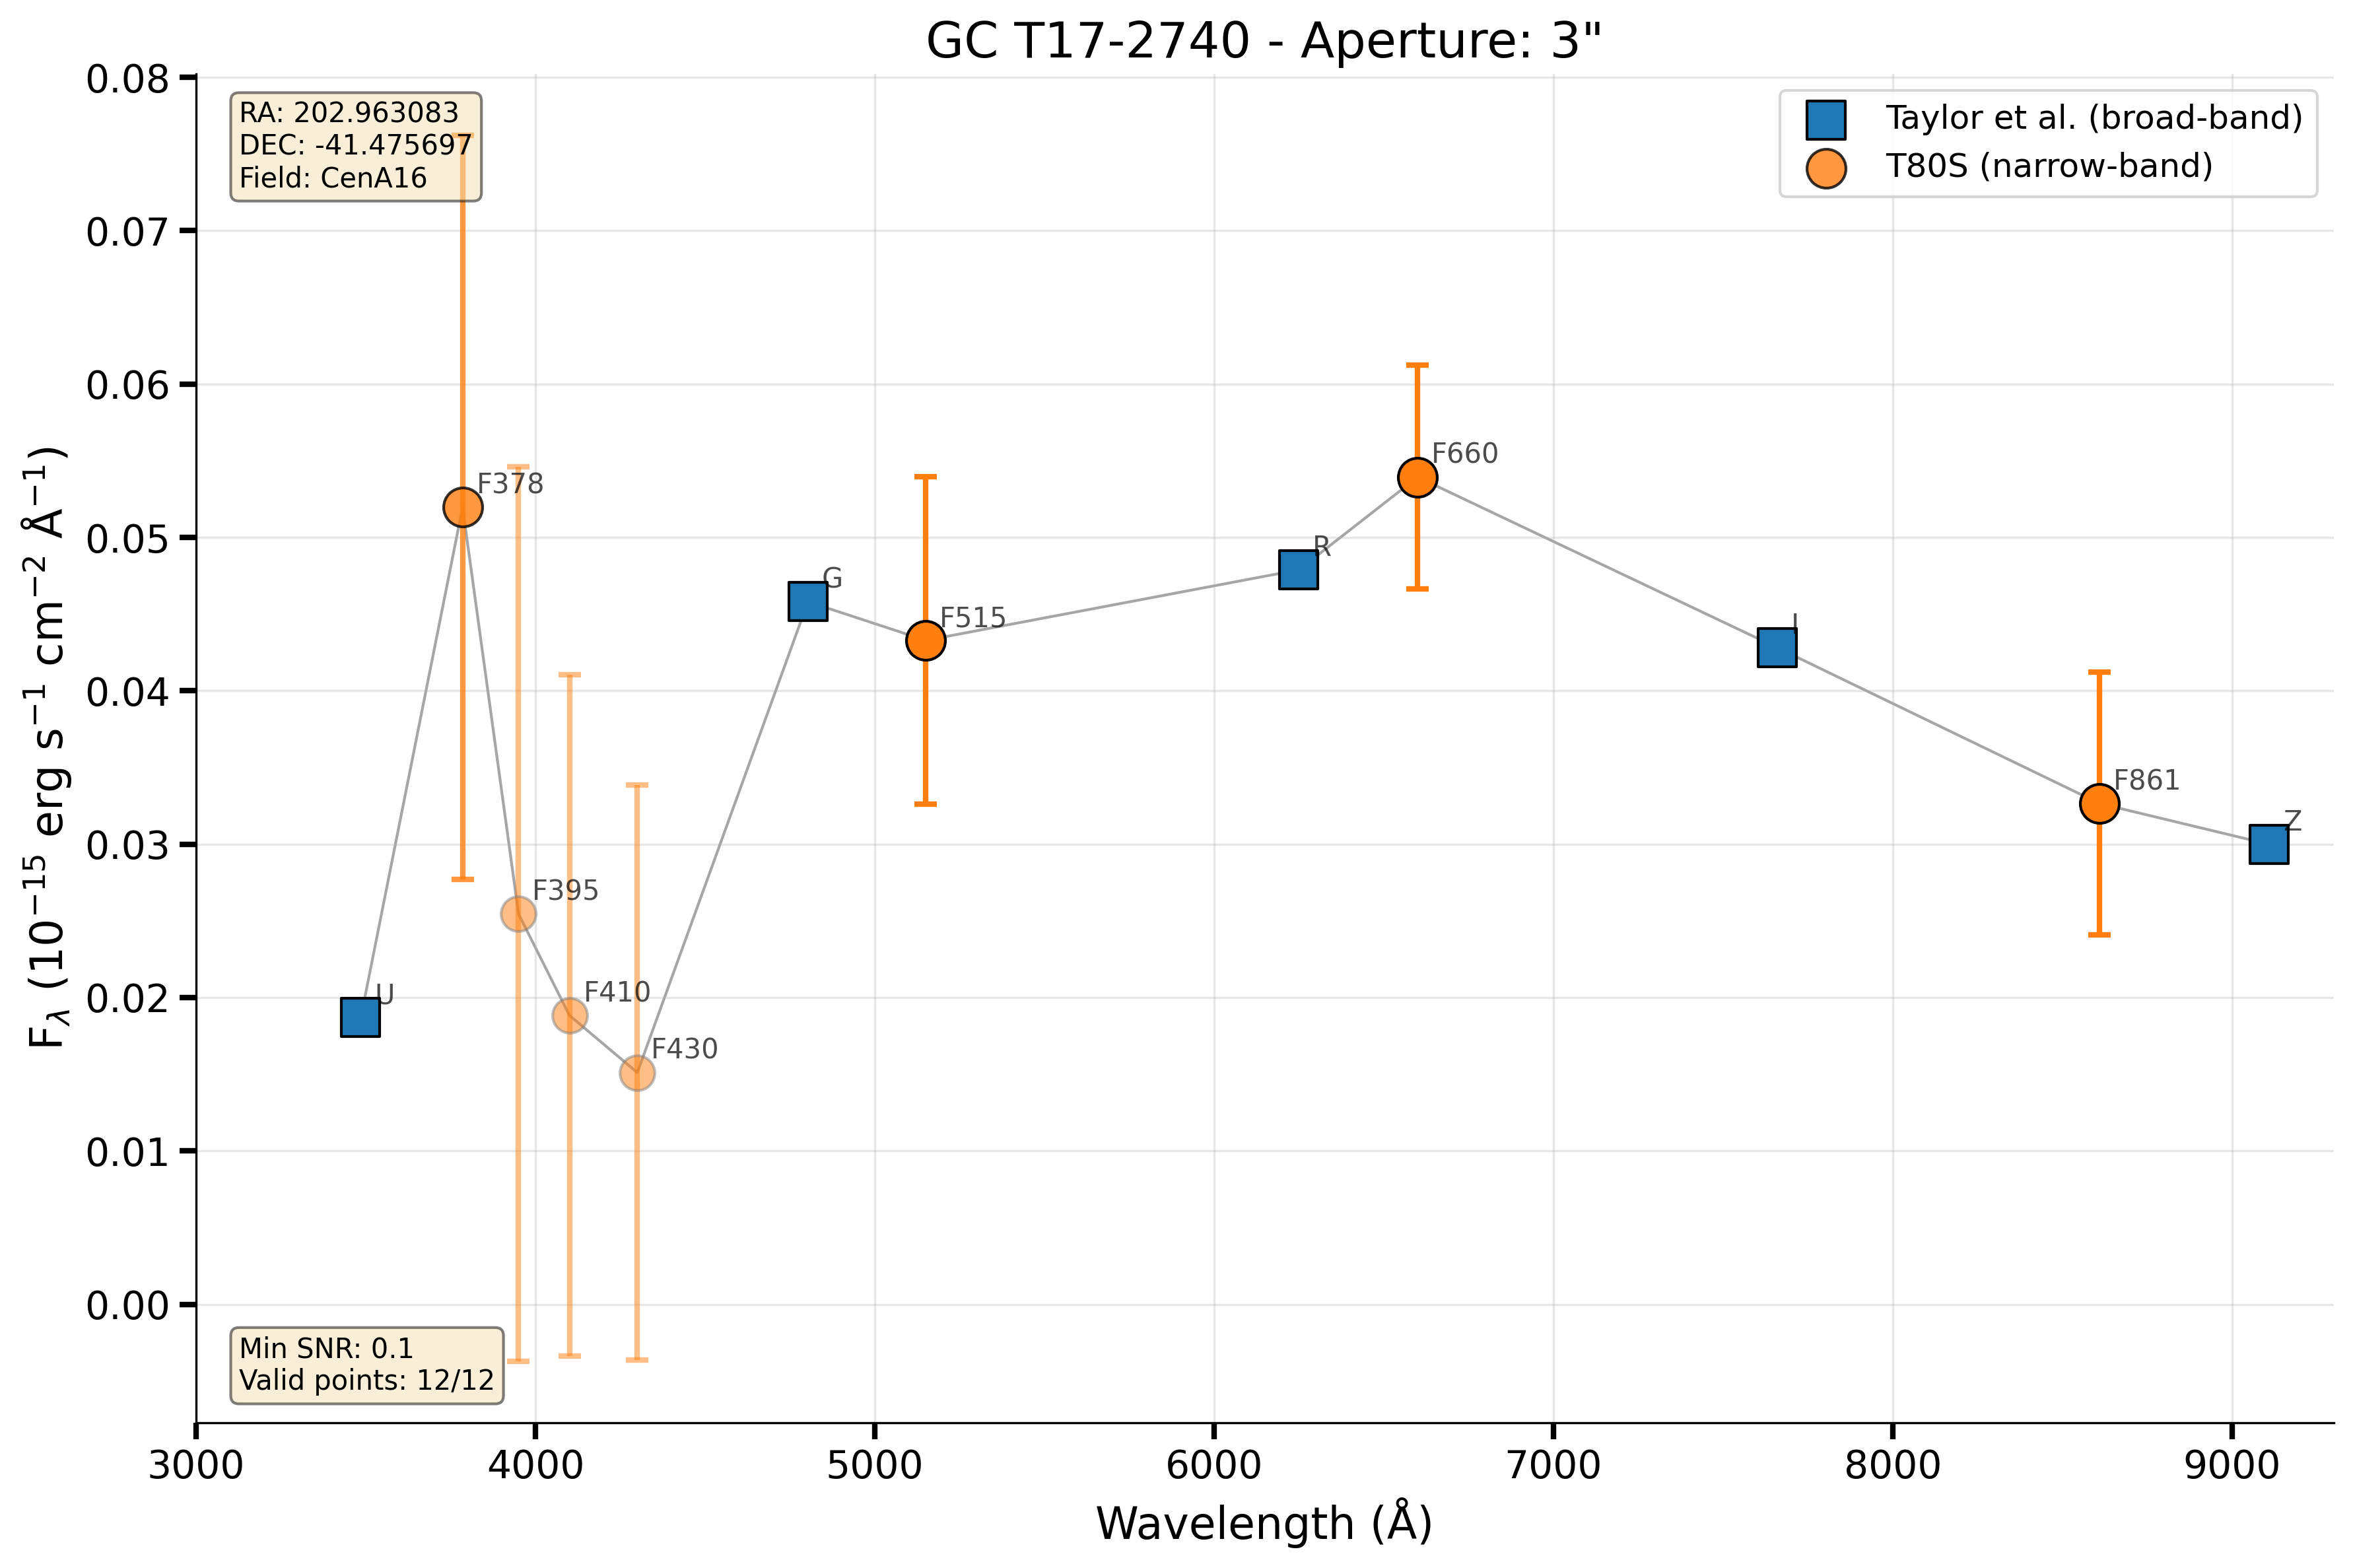 GC T17-2740 - Aperture: 3"
RA: 202.963083
DEC: -41.475697
Field: CenA16
Taylor et al. (broad-band)
T80S (narrow-band)
0.08
0.07
0.06
0.05
0.04
0.03
0.02
0.01
0.00
F_λ (10⁻¹⁵ erg s⁻¹ cm⁻² Å⁻¹)
U
F378
F395
F410
F430
G
F515
R
F660
I
F861
Z
Min SNR: 0.1
Valid points: 12/12
3000 4000 5000 6000 7000 8000 9000
Wavelength (Å)